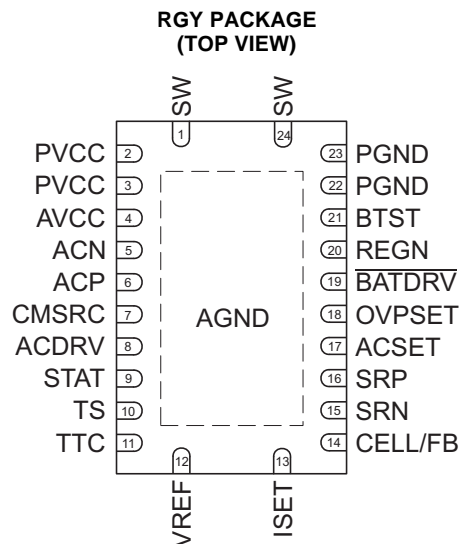 RGY PACKAGE
(TOP VIEW)
SW SW
1 24
PVCC 2 23 PGND
PVCC 3 22 PGND
AVCC 4 21 BTST
ACN 5 20 REGN
ACP 6 19 BATDRV
CMSRC 7 18 OVPSET
ACDRV 8 17 ACSET
STAT 9 16 SRP
TS 10 15 SRN
TTC 11 14 CELL/FB
AGND
12 13
VREF ISET